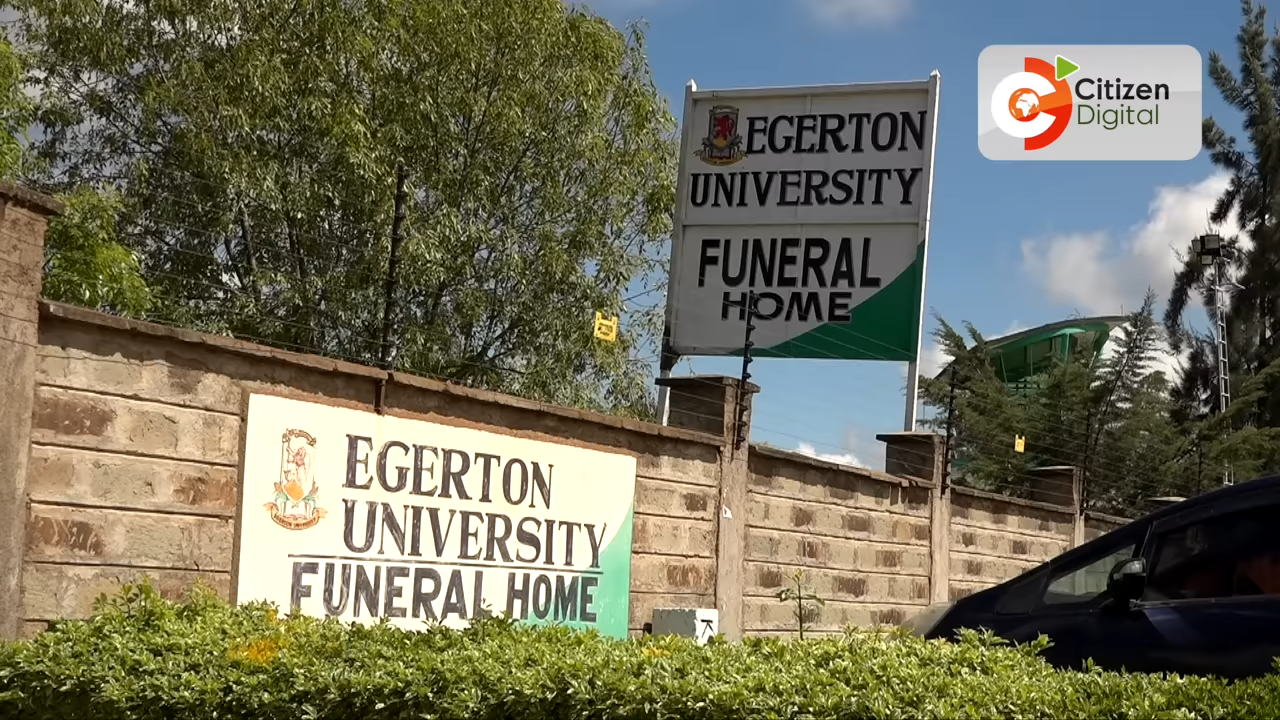 Citizen
Digital
EGERTON
UNIVERSITY
FUNERAL
HOME
EGERTON
UNIVERSITY
FUNERAL HOME
K